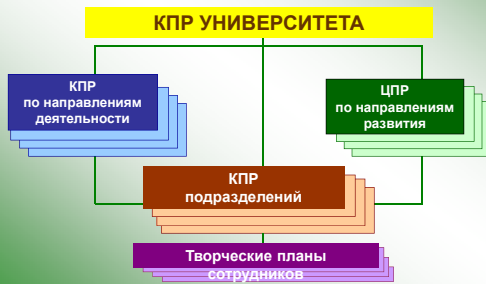 КПР УНИВЕРСИТЕТА
КПР
по направлениям
деятельности
ЦПР
по направлениям
развития
КПР
подразделений
Творческие планы
сотрудников